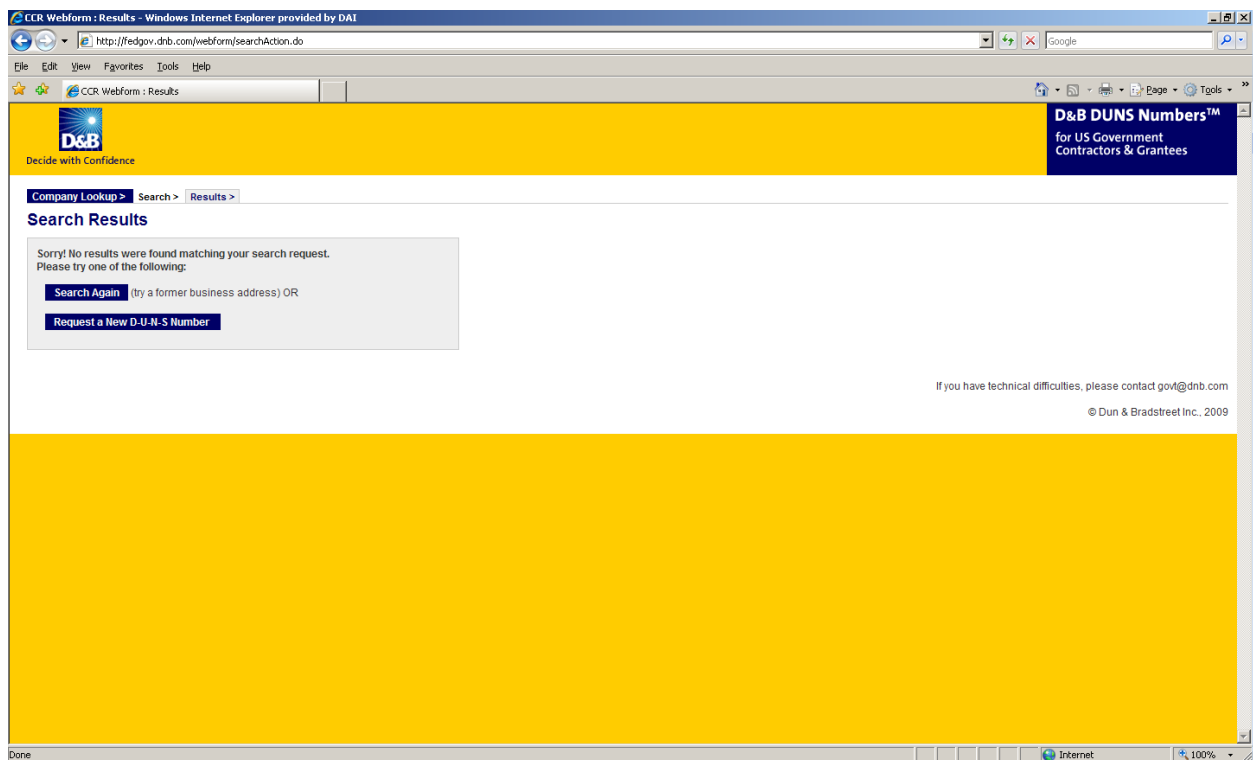 CCR Webform : Results - Windows Internet Explorer provided by DAI
http://fedgov.dnb.com/webform/searchAction.do
Google
File Edit View Favorites Tools Help
CCR Webform : Results
Page Tools »
D&B
Decide with Confidence
D&B DUNS Numbers™
for US Government
Contractors & Grantees
Company Lookup > Search > Results >
Search Results
Sorry! No results were found matching your search request.
Please try one of the following:
Search Again (try a former business address) OR
Request a New D-U-N-S Number
If you have technical difficulties, please contact govt@dnb.com
© Dun & Bradstreet Inc., 2009
Done Internet 100%